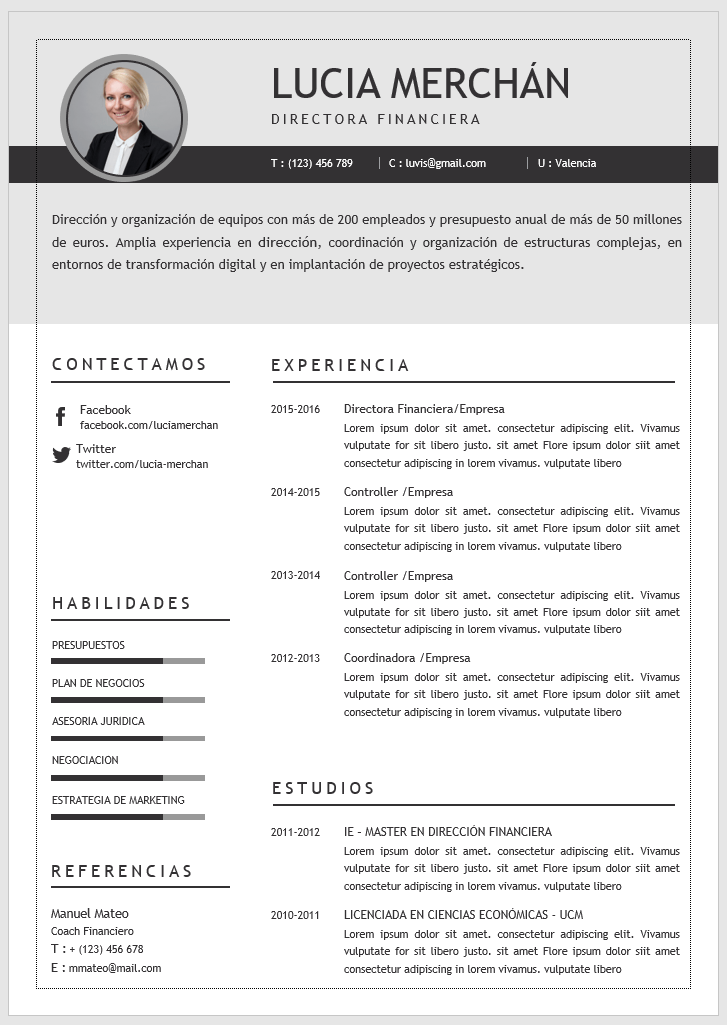 LUCIA MERCHÁN
DIRECTORA FINANCIERA
T : (123) 456 789 | C : luvis@gmail.com | U : Valencia
Dirección y organización de equipos con más de 200 empleados y presupuesto anual de más de 50 millones
de euros. Amplia experiencia en dirección, coordinación y organización de estructuras complejas, en
entornos de transformación digital y en implantación de proyectos estratégicos.
CONTECTAMOS
Facebook
facebook.com/luciamerchan
Twitter
twitter.com/lucia-merchan
HABILIDADES
PRESUPUESTOS
PLAN DE NEGOCIOS
ASESORIA JURIDICA
NEGOCIACION
ESTRATEGIA DE MARKETING
REFERENCIAS
Manuel Mateo
Coach Financiero
T : + (123) 456 678
E : mmateo@mail.com
EXPERIENCIA
2015-2016 Directora Financiera/Empresa
Lorem ipsum dolor sit amet. consectetur adipiscing elit. Vivamus
vulputate for sit libero justo. sit amet Flore ipsum dolor siit amet
consectetur adipiscing in lorem vivamus. vulputate libero
2014-2015 Controller /Empresa
Lorem ipsum dolor sit amet. consectetur adipiscing elit. Vivamus
vulputate for sit libero justo. sit amet Flore ipsum dolor siit amet
consectetur adipiscing in lorem vivamus. vulputate libero
2013-2014 Controller /Empresa
Lorem ipsum dolor sit amet. consectetur adipiscing elit. Vivamus
vulputate for sit libero justo. sit amet Flore ipsum dolor siit amet
consectetur adipiscing in lorem vivamus. vulputate libero
2012-2013 Coordinadora /Empresa
Lorem ipsum dolor sit amet. consectetur adipiscing elit. Vivamus
vulputate for sit libero justo. sit amet Flore ipsum dolor siit amet
consectetur adipiscing in lorem vivamus. vulputate libero
ESTUDIOS
2011-2012 IE – MASTER EN DIRECCIÓN FINANCIERA
Lorem ipsum dolor sit amet. consectetur adipiscing elit. Vivamus
vulputate for sit libero justo. sit amet Flore ipsum dolor siit amet
consectetur adipiscing in lorem vivamus. vulputate libero
2010-2011 LICENCIADA EN CIENCIAS ECONÓMICAS – UCM
Lorem ipsum dolor sit amet. consectetur adipiscing elit. Vivamus
vulputate for sit libero justo. sit amet Flore ipsum dolor siit amet
consectetur adipiscing in lorem vivamus. vulputate libero